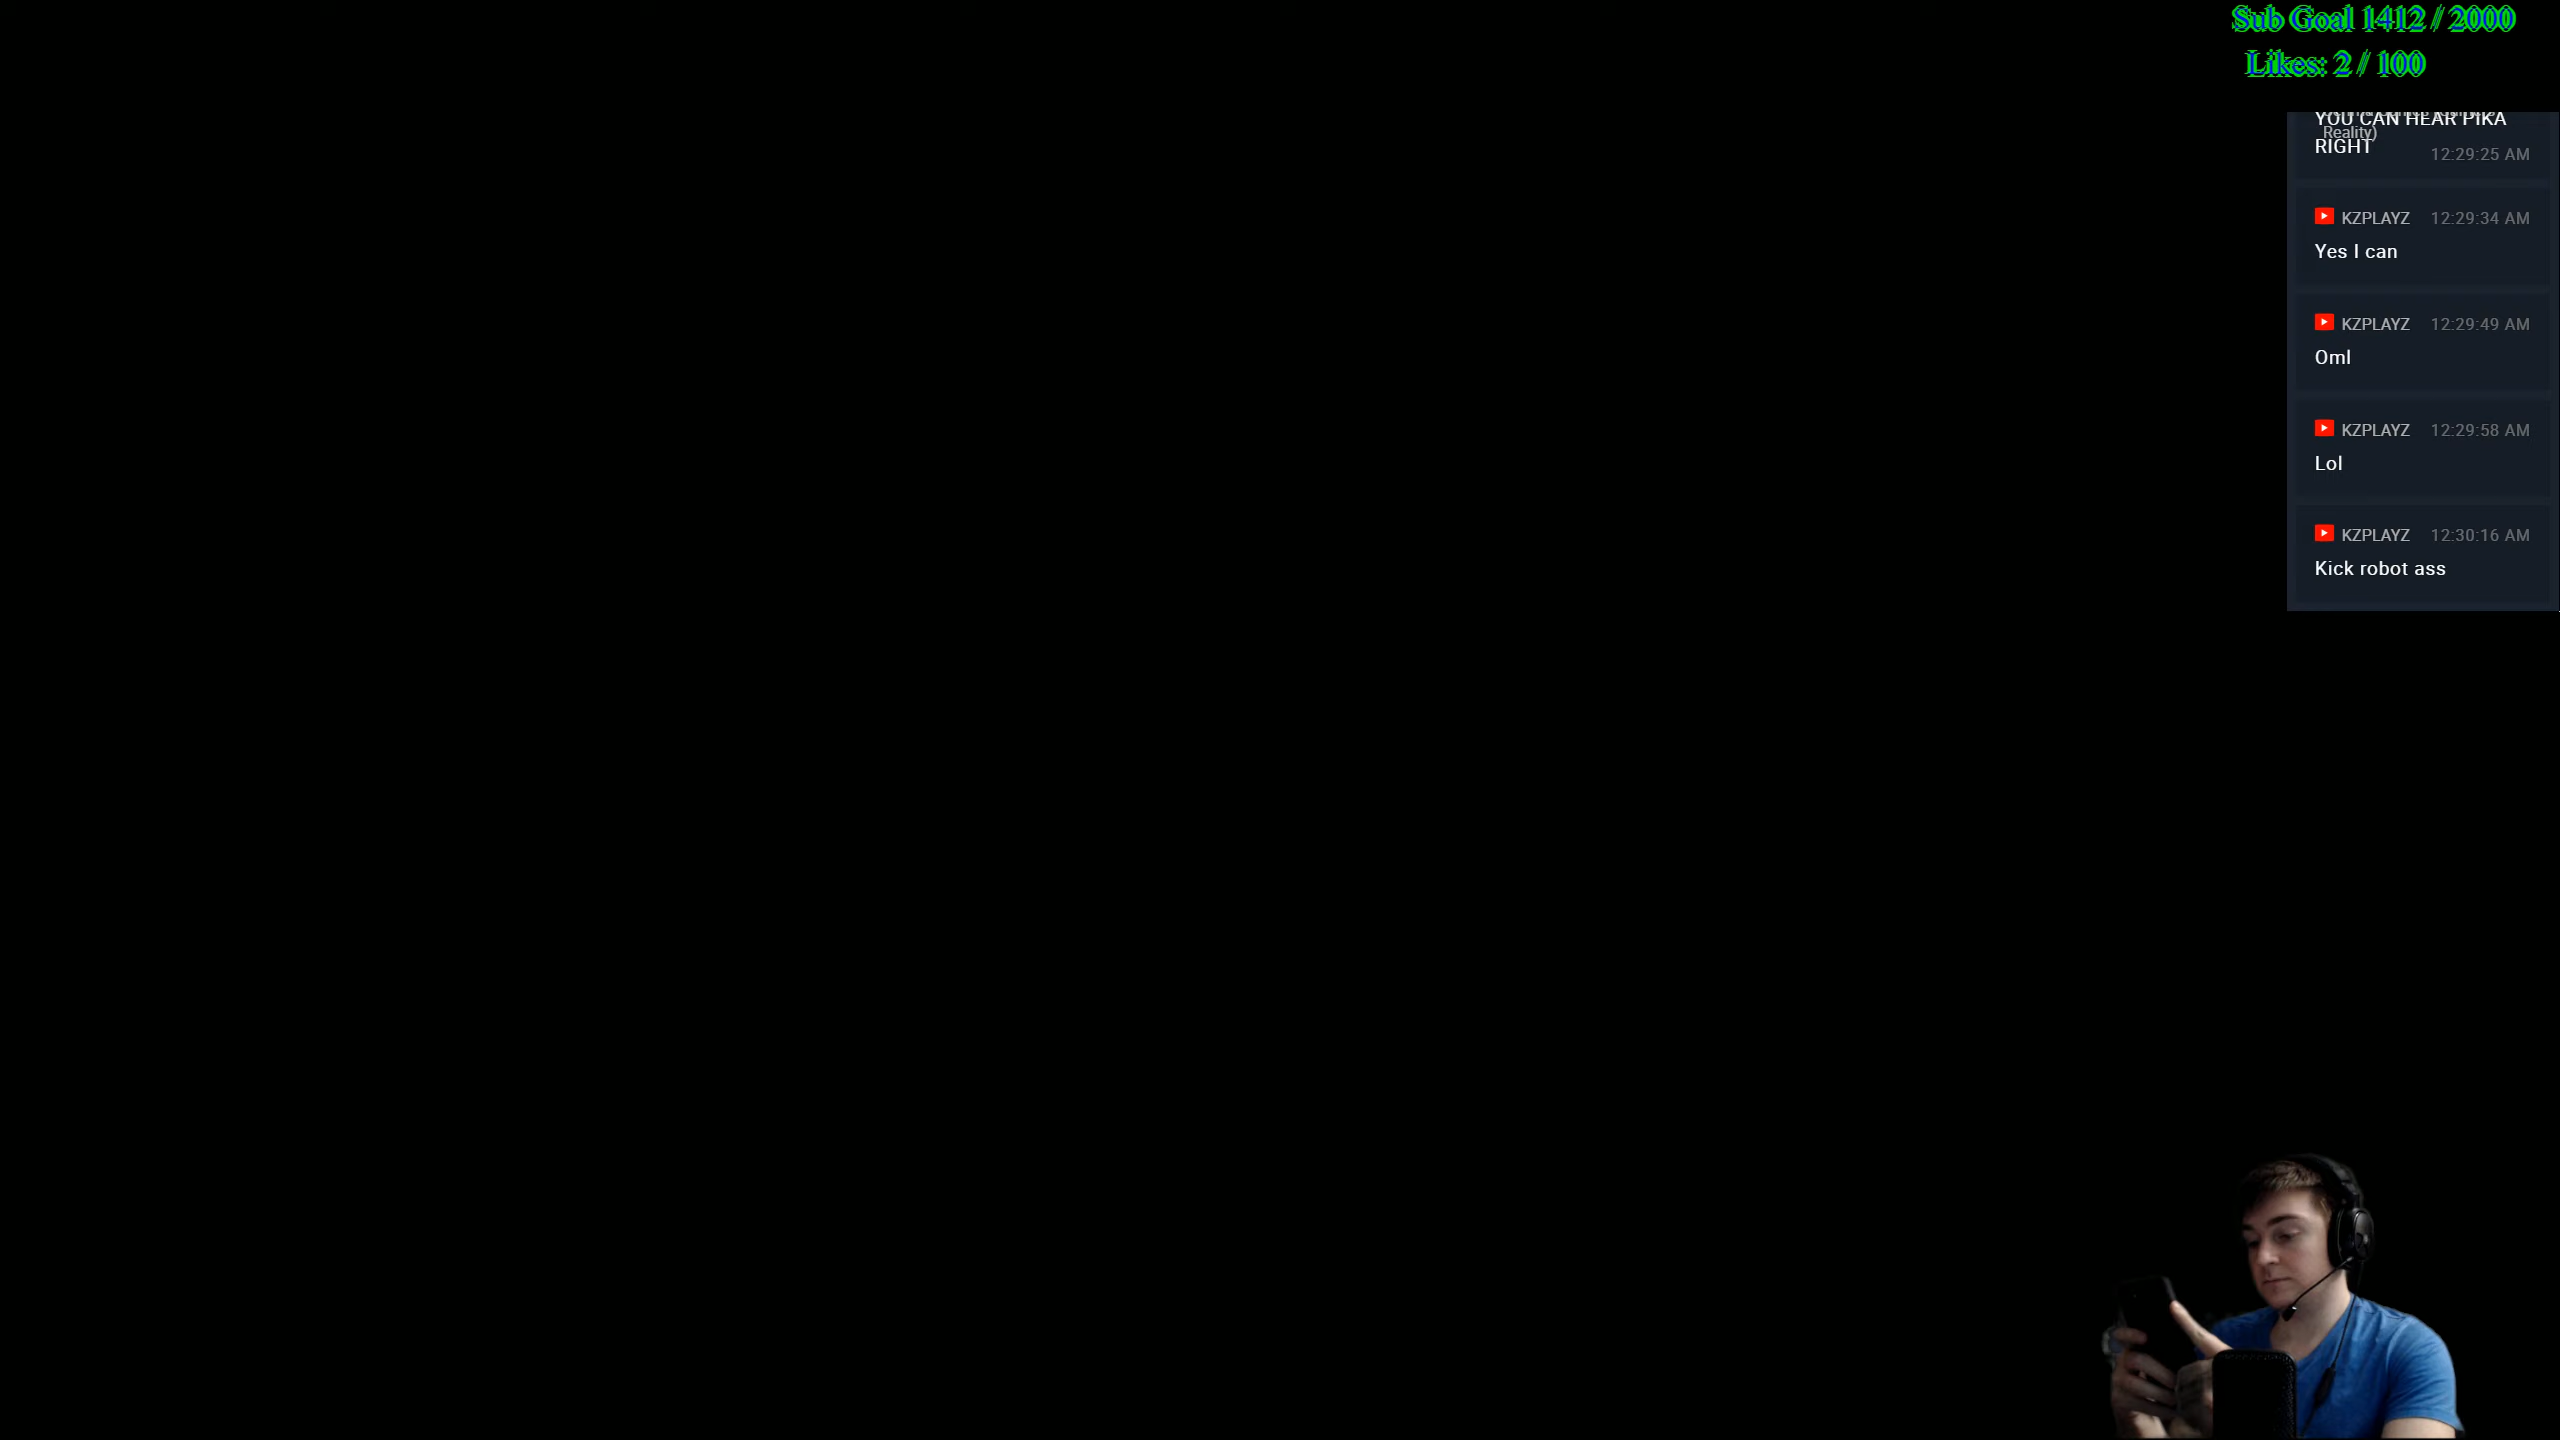 Sub Goal 1412 / 2000
Likes: 2 / 100
YOU CAN HEAR PIKA
Reality)
RIGHT
12:29:25 AM
KZPLAYZ 12:29:34 AM
Yes I can
KZPLAYZ 12:29:49 AM
Oml
KZPLAYZ 12:29:58 AM
Lol
KZPLAYZ 12:30:16 AM
Kick robot ass